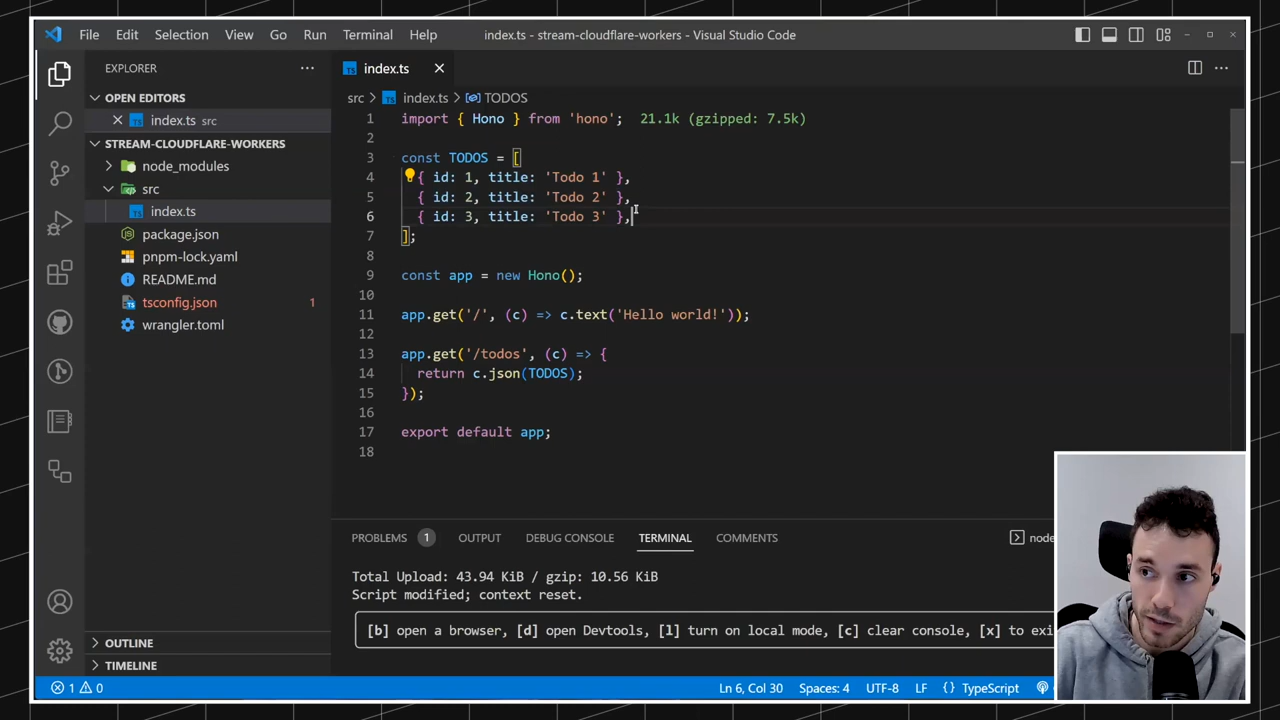 File Edit Selection View Go Run Terminal Help index.ts - stream-cloudflare-workers - Visual Studio Code
EXPLORER
OPEN EDITORS
index.ts src
STREAM-CLOUDFLARE-WORKERS
node_modules
src
index.ts
package.json
pnpm-lock.yaml
README.md
tsconfig.json 1
wrangler.toml
OUTLINE
TIMELINE
index.ts
src > index.ts > TODOS
1 import { Hono } from 'hono'; 21.1k (gzipped: 7.5k)
2
3 const TODOS = [
4 { id: 1, title: 'Todo 1' },
5 { id: 2, title: 'Todo 2' },
6 { id: 3, title: 'Todo 3' },
7 ];
8
9 const app = new Hono();
10
11 app.get('/', (c) => c.text('Hello world!'));
12
13 app.get('/todos', (c) => {
14 return c.json(TODOS);
15 });
16
17 export default app;
18
PROBLEMS 1 OUTPUT DEBUG CONSOLE TERMINAL COMMENTS node
Total Upload: 43.94 KiB / gzip: 10.56 KiB
Script modified; context reset.
[b] open a browser, [d] open Devtools, [l] turn on local mode, [c] clear console, [x] to exi
1 0 Ln 6, Col 30 Spaces: 4 UTF-8 LF {} TypeScript